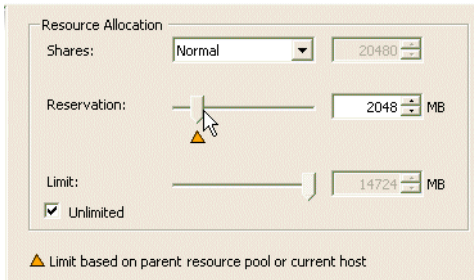 Resource Allocation
Shares: Normal 20480
Reservation: 2048 MB
Limit: 14724 MB
Unlimited
Limit based on parent resource pool or current host